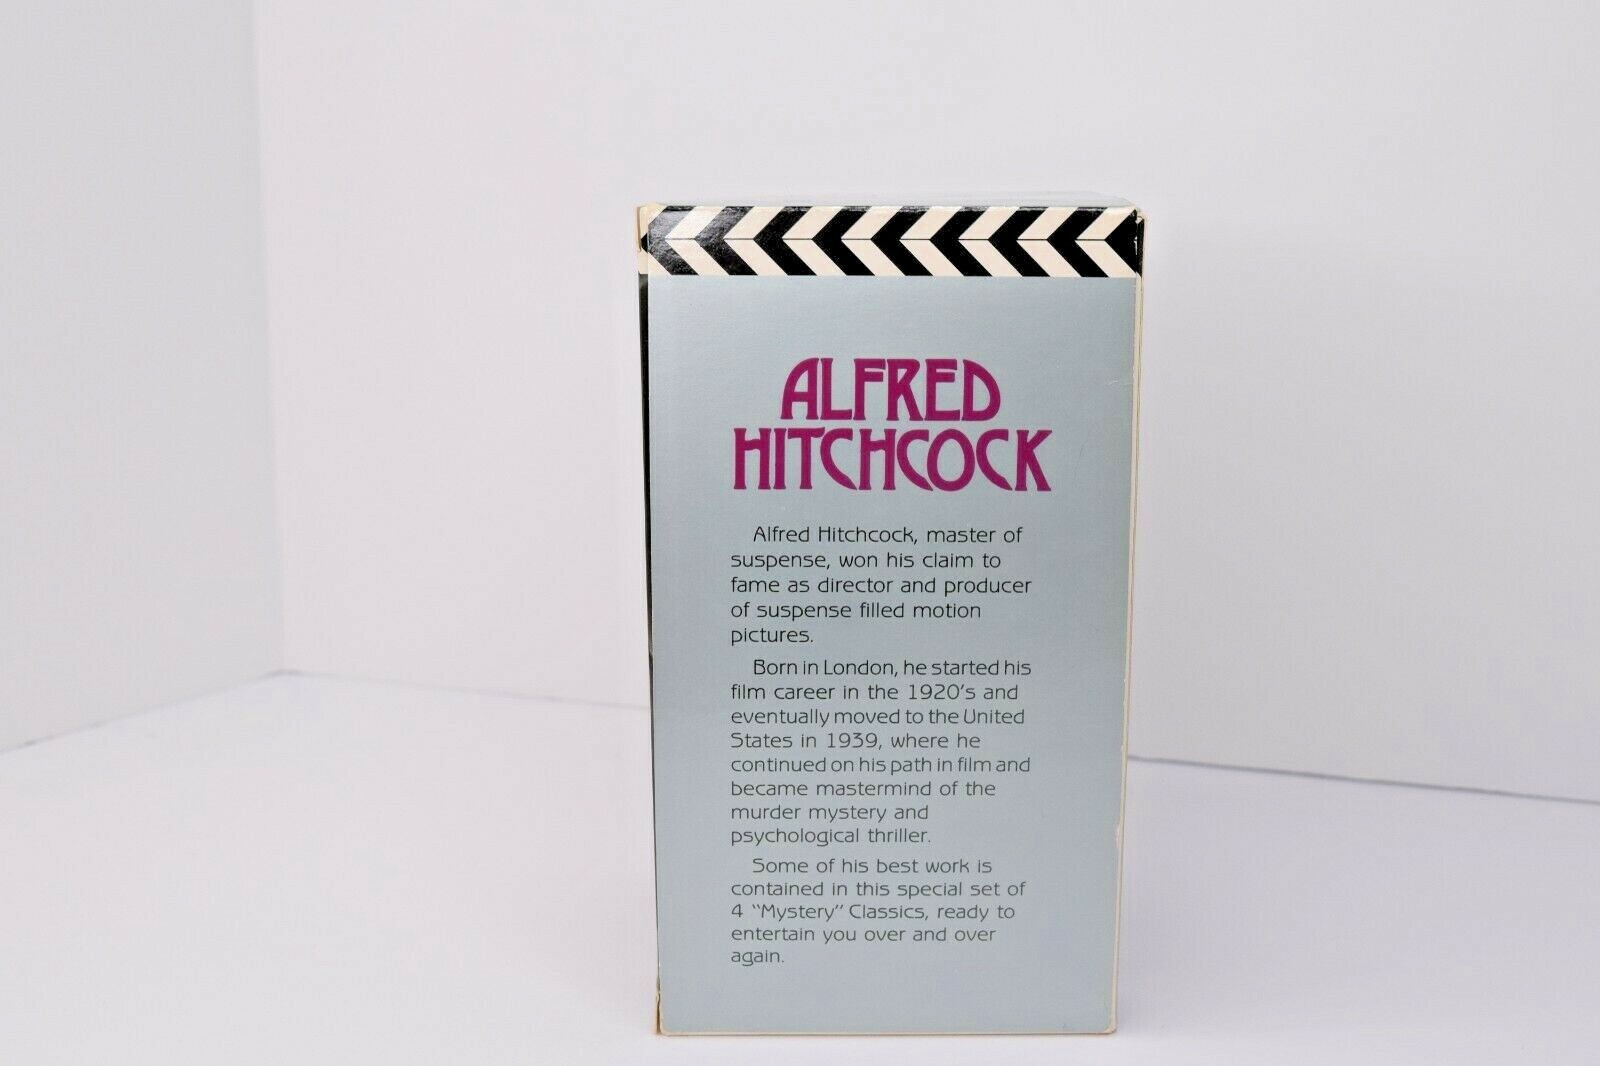 ALFRED
HITCHCOCK
Alfred Hitchcock, master of
suspense, won his claim to
fame as director and producer
of suspense filled motion
pictures.
Born in London, he started his
film career in the 1920's and
eventually moved to the United
States in 1939, where he
continued on his path in film and
became mastermind of the
murder mystery and
psychological thriller.
Some of his best work is
contained in this special set of
4 "Mystery" Classics, ready to
entertain you over and over
again.